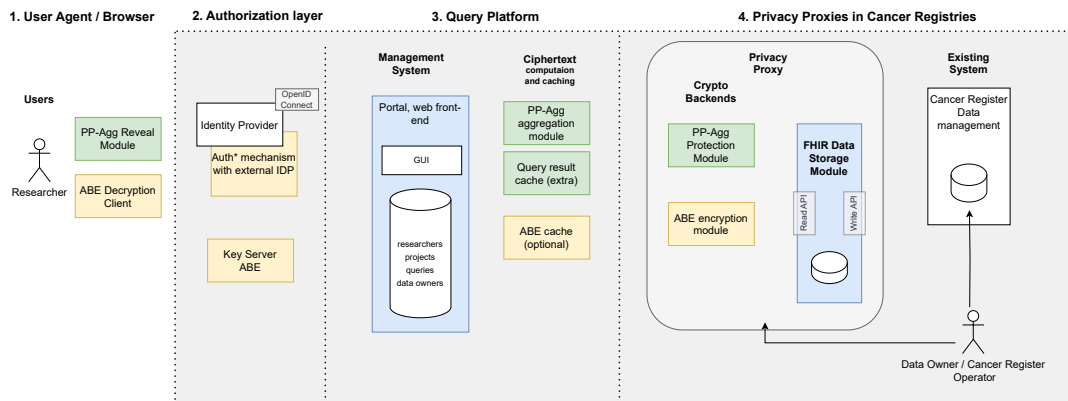 1. User Agent / Browser
2. Authorization layer
3. Query Platform
4. Privacy Proxies in Cancer Registries
Users
PP-Agg Reveal
Module
Researcher
ABE Decryption
Client
OpenID
Connect
Identity Provider
Auth* mechanism
with external IDP
Key Server
ABE
Management
System
Portal, web front-
end
GUI
researchers
projects
queries
data owners
Ciphertext
computaion
and caching
PP-Agg
aggregation
module
Query result
cache (extra)
ABE cache
(optional)
Privacy
Proxy
Crypto
Backends
PP-Agg
Protection
Module
ABE encryption
module
FHIR Data
Storage
Module
Read API
Write API
Existing
System
Cancer Register
Data
management
Data Owner / Cancer Register
Operator